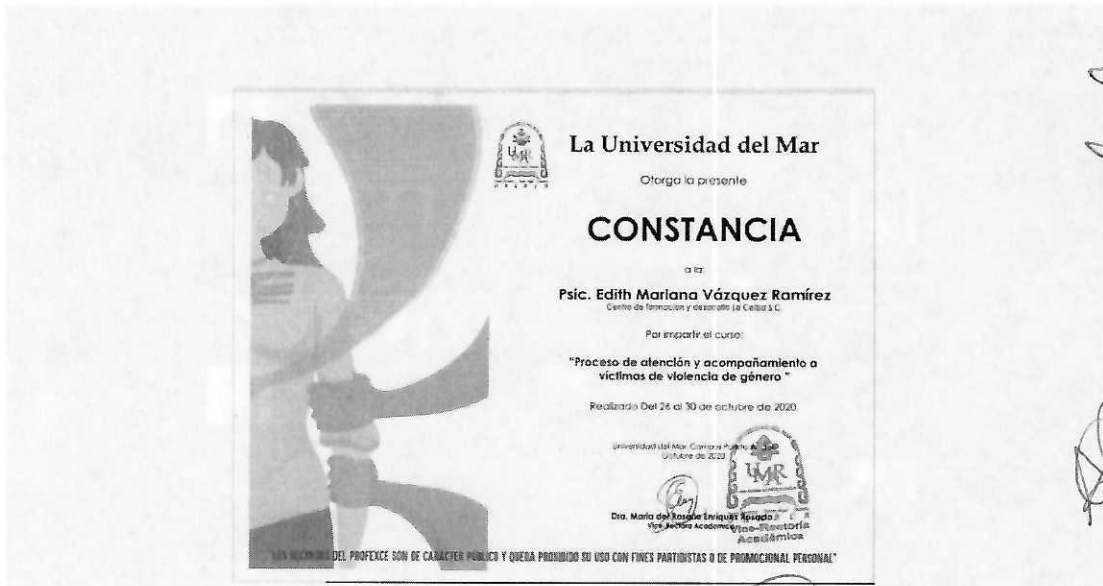 UMAR
La Universidad del Mar
Otorga la presente
CONSTANCIA
a la:
Psic. Edith Mariana Vázquez Ramírez
Centro de formación y desarrollo La Ceiba S.C.
Por impartir el curso:
"Proceso de atención y acompañamiento a
víctimas de violencia de género "
Realizado Del 26 al 30 de octubre de 2020
Universidad del Mar, Campus Puerto
Octubre de 2020
UMAR
Dra. María del Rosario Enríquez Rosado
Vice-Rectora Académica
Vice-Rectoría
Académica
"LOS RECURSOS DEL PROFEXCE SON DE CARÁCTER PÚBLICO Y QUEDA PROHIBIDO SU USO CON FINES PARTIDISTAS O DE PROMOCIONAL PERSONAL"